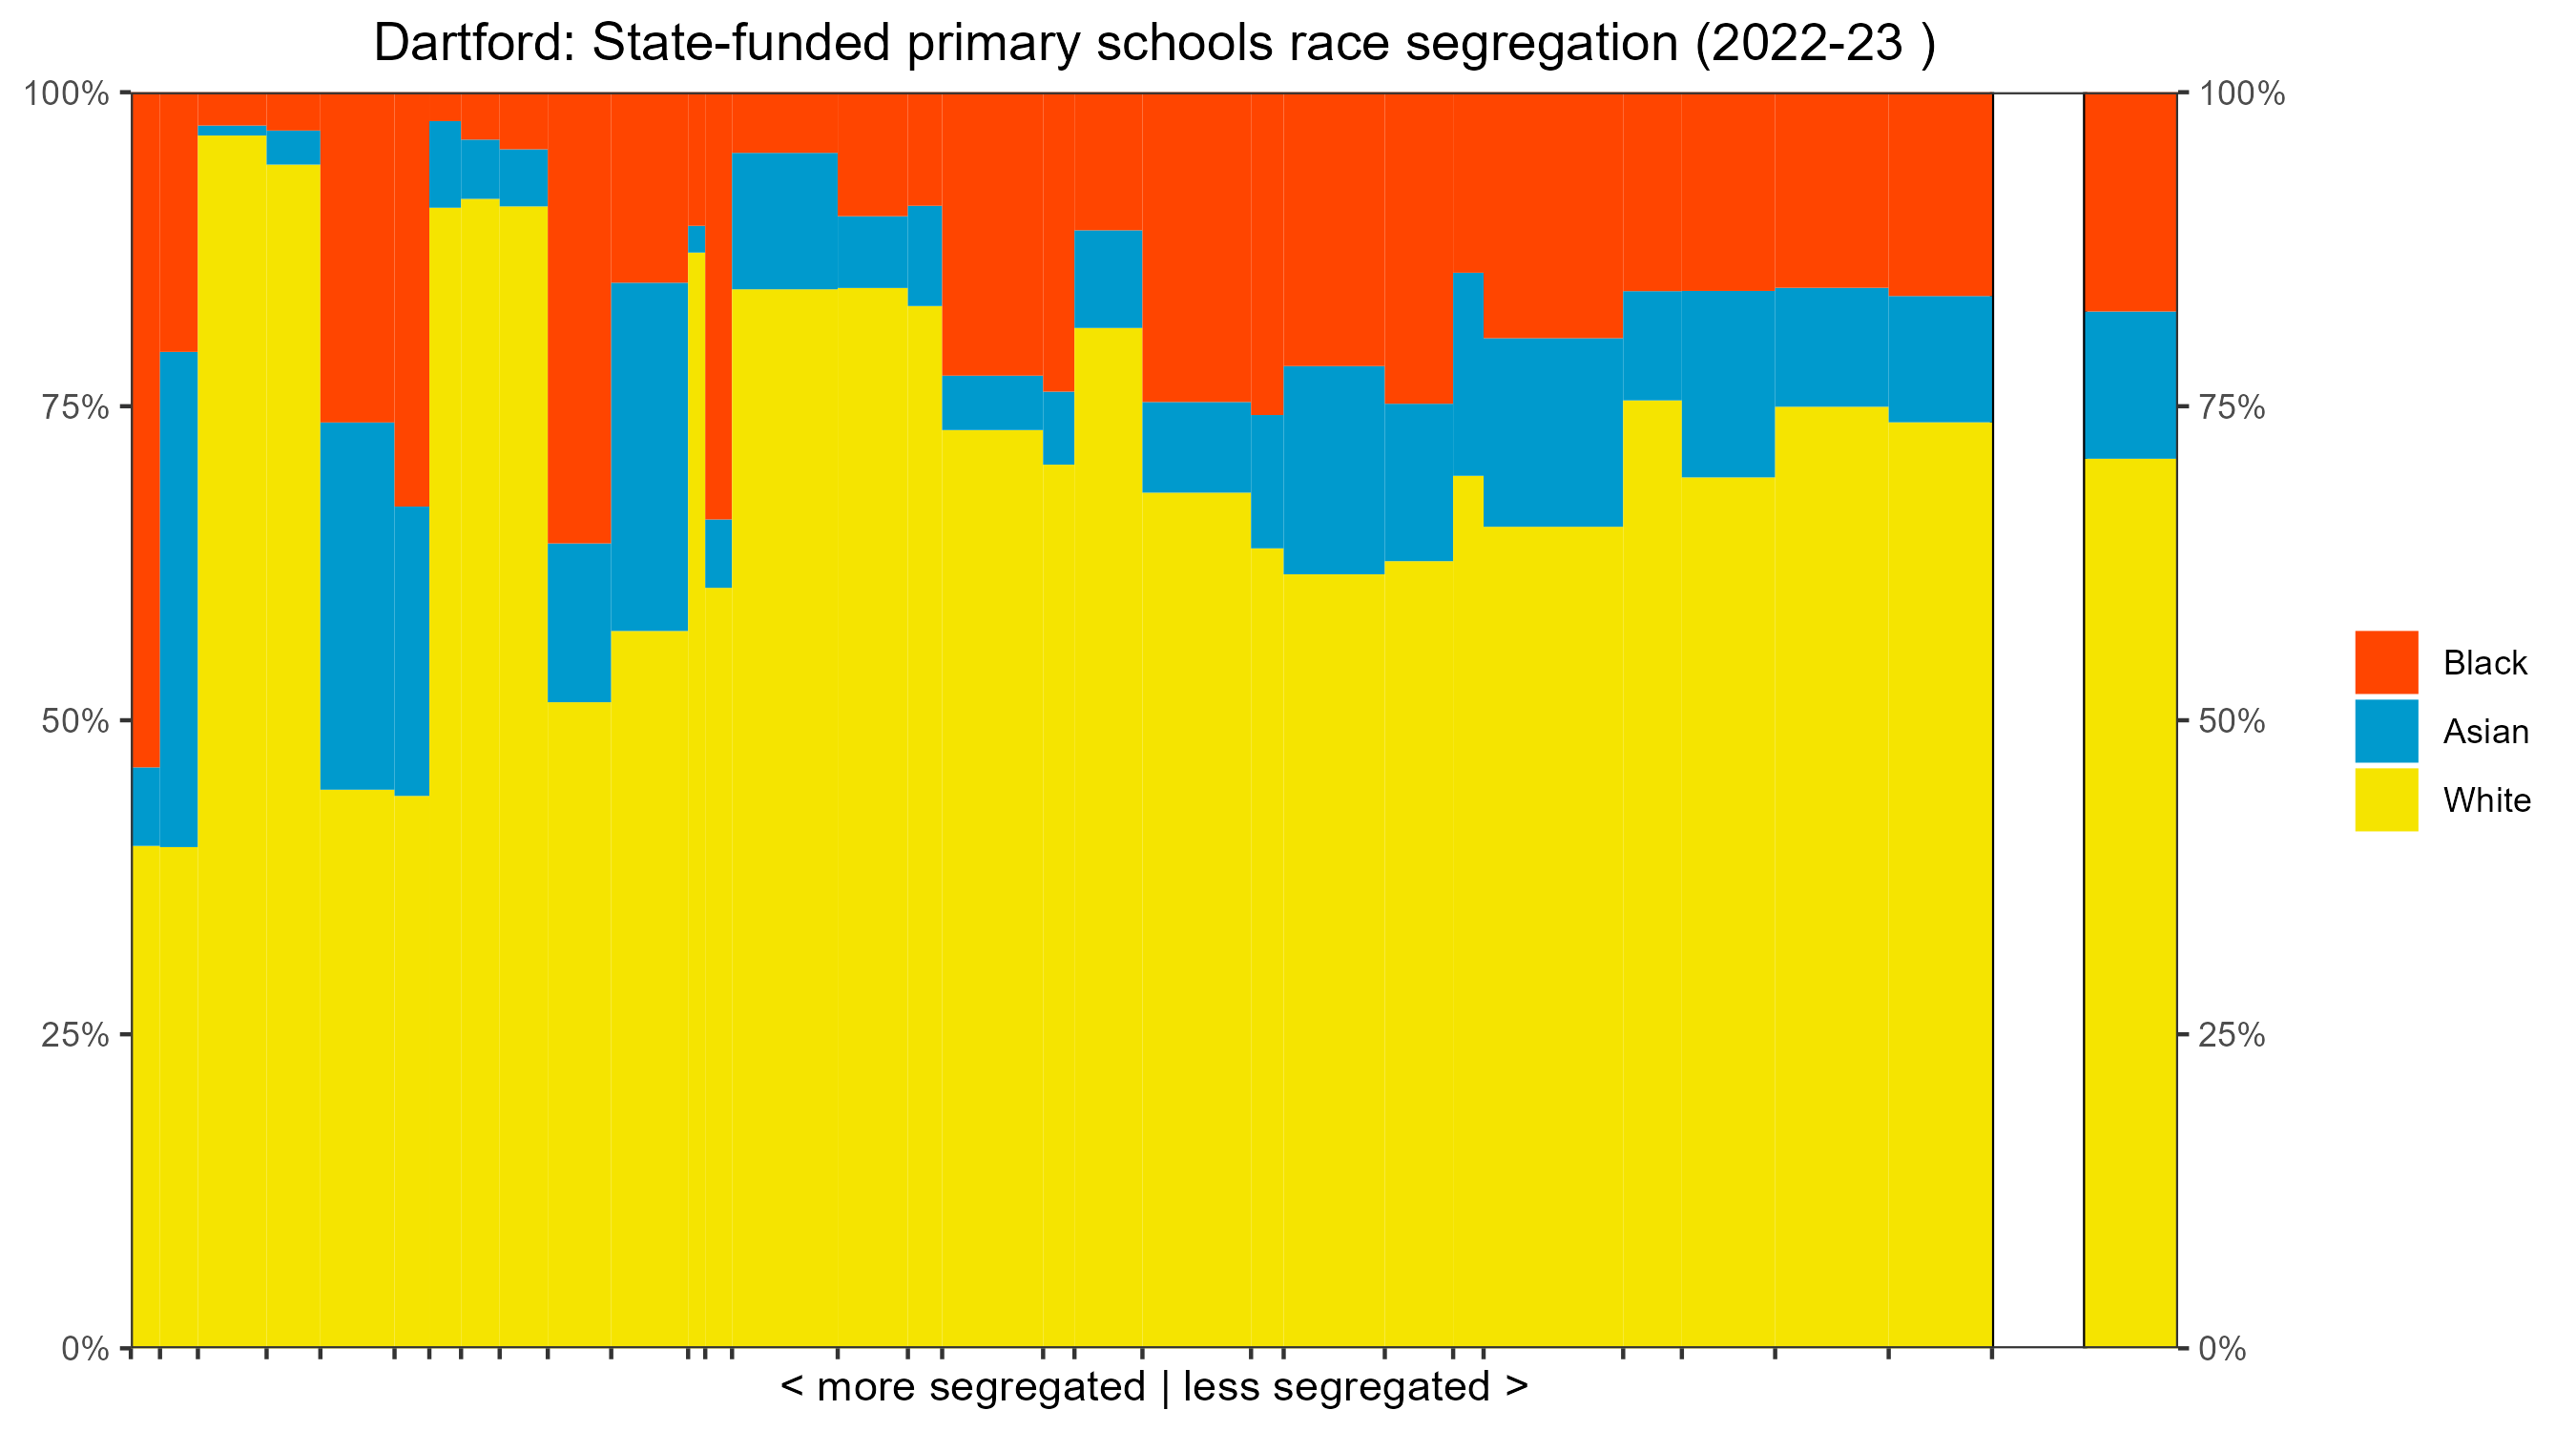 Dartford: State-funded primary schools race segregation (2022-23 )
100%
75%
50%
25%
0%
100%
75%
50%
25%
0%
< more segregated | less segregated >
Black
Asian
White